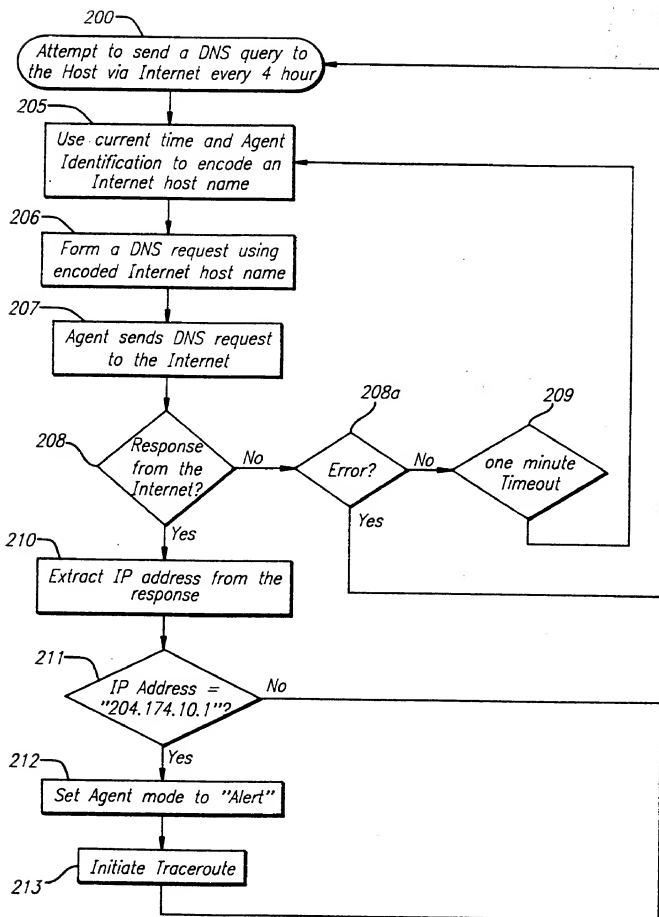 200
Attempt to send a DNS query to
the Host via Internet every 4 hour
205
Use current time and Agent
Identification to encode an
Internet host name
206
Form a DNS request using
encoded Internet host name
207
Agent sends DNS request
to the Internet
208
Response
from the
Internet?
No
Yes
208a
Error?
No
Yes
209
one minute
Timeout
210
Extract IP address from the
response
211
IP Address =
"204.174.10.1"?
No
Yes
212
Set Agent mode to "Alert"
213
Initiate Traceroute